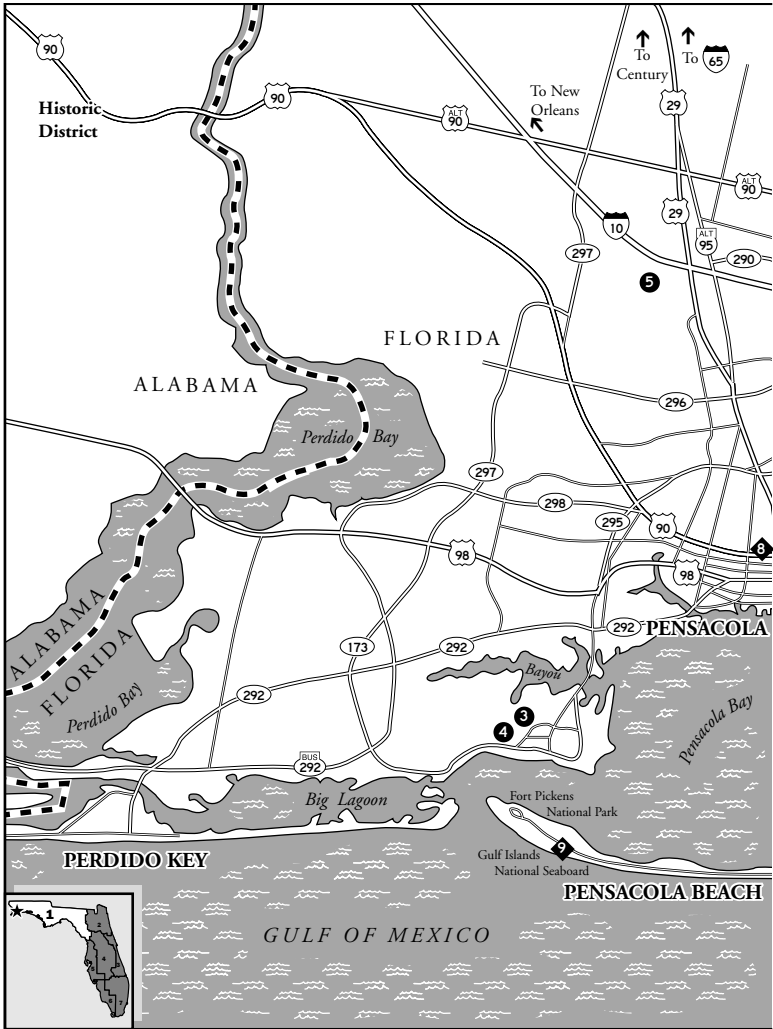 90
Historic
District
90
ALT
90
To New
Orleans
To
Century
To 65
29
ALT
90
29
10
ALT
95
297
290
5
FLORIDA
ALABAMA
296
Perdido Bay
297
298
295
90
8
98
98
ALABAMA
FLORIDA
Perdido Bay
173
292
292
PENSACOLA
292
Bayou
3
4
Pensacola Bay
BUS
292
Big Lagoon
Fort Pickens
National Park
9
Gulf Islands
National Seaboard
PERDIDO KEY
PENSACOLA BEACH
GULF OF MEXICO
1
2
4
7